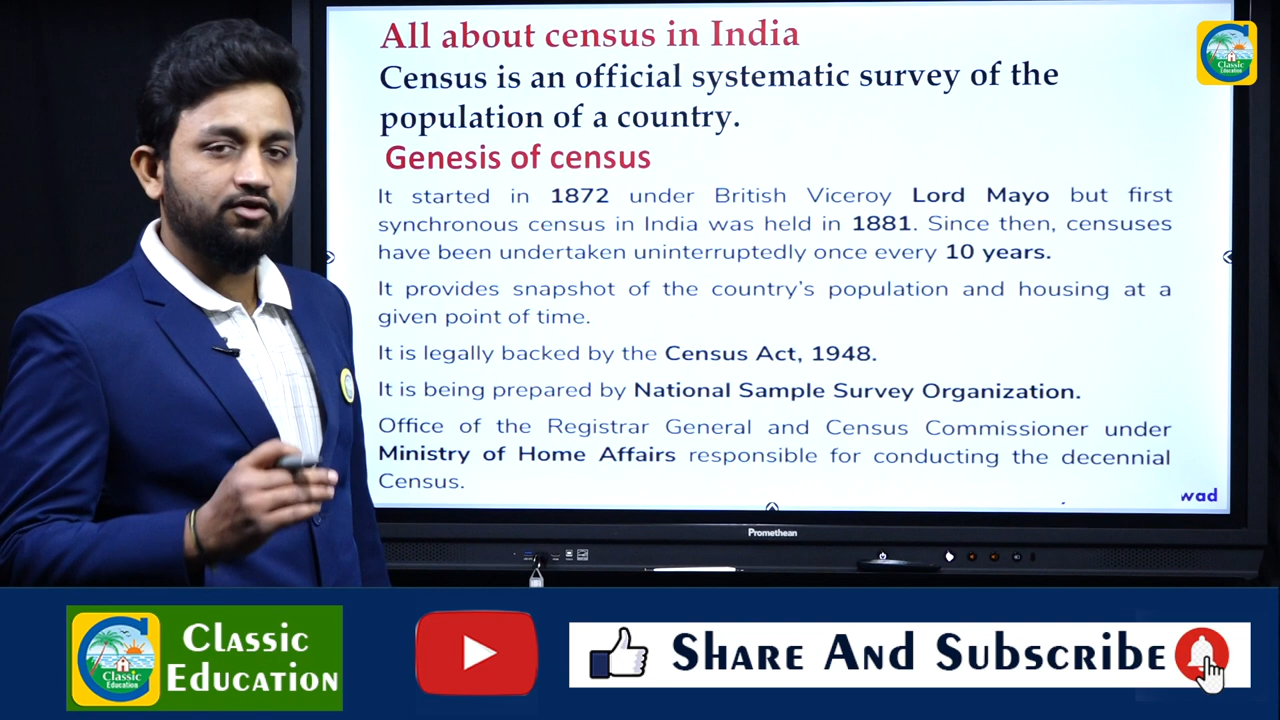 All about census in India
Census is an official systematic survey of the
population of a country.
Genesis of census
It started in 1872 under British Viceroy Lord Mayo but first
synchronous census in India was held in 1881. Since then, censuses
have been undertaken uninterruptedly once every 10 years.
It provides snapshot of the country's population and housing at a
given point of time.
It is legally backed by the Census Act, 1948.
It is being prepared by National Sample Survey Organization.
Office of the Registrar General and Census Commissioner under
Ministry of Home Affairs responsible for conducting the decennial
Census.
wad
Classic
Education
Promethean
Classic
Education
Classic
Education
Share And Subscribe